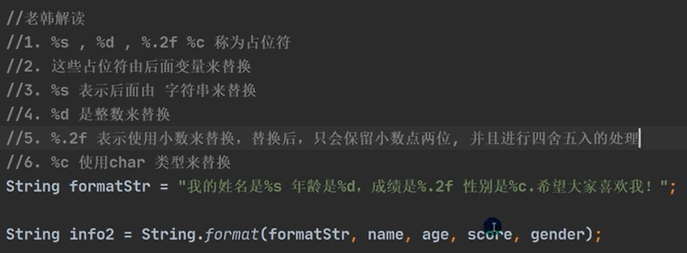 //老韩解读
//1. %s , %d , %.2f %c 称为占位符
//2. 这些占位符由后面变量来替换
//3. %s 表示后面由 字符串来替换
//4. %d 是整数来替换
//5. %.2f 表示使用小数来替换，替换后，只会保留小数点两位, 并且进行四舍五入的处理
//6. %c 使用char 类型来替换
String formatStr = "我的姓名是%s 年龄是%d，成绩是%.2f 性别是%c.希望大家喜欢我！";
String info2 = String.format(formatStr, name, age, score, gender);